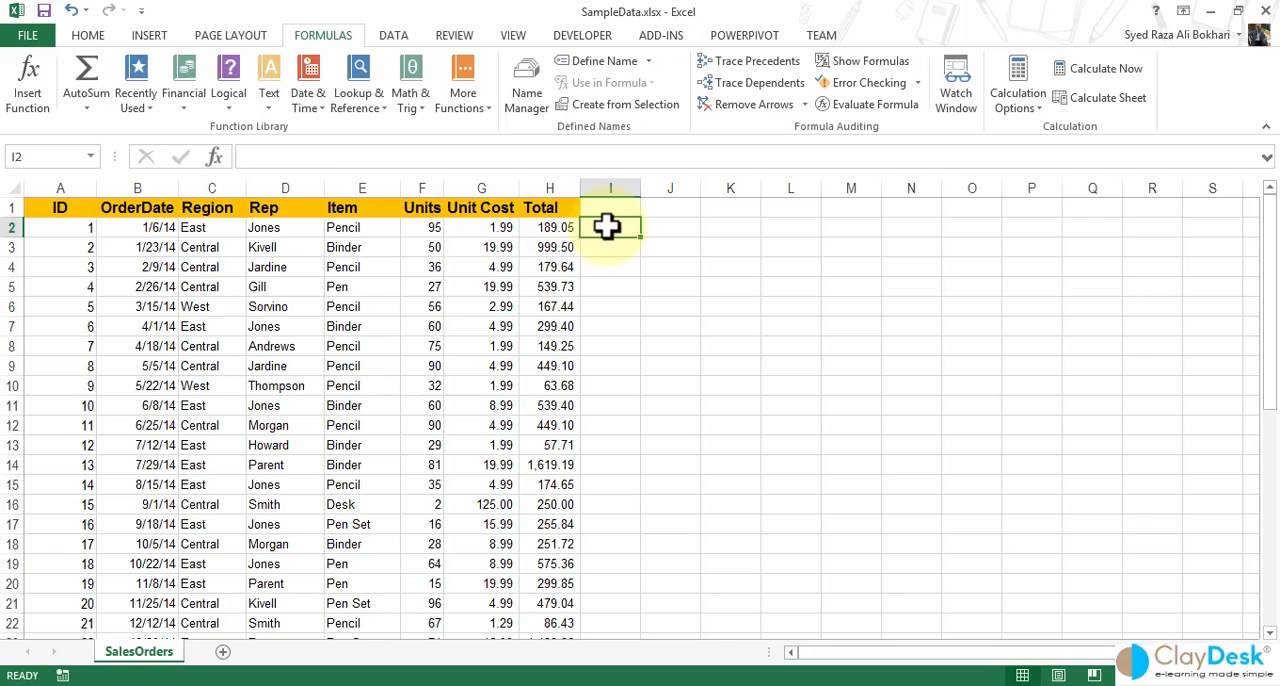 SampleData.xlsx - Excel
FILE HOME INSERT PAGE LAYOUT FORMULAS DATA REVIEW VIEW DEVELOPER ADD-INS POWERPIVOT TEAM Syed Raza Ali Bokhari
Insert Function
AutoSum
Recently Used
Financial
Logical
Text
Date & Time
Lookup & Reference
Math & Trig
More Functions
Function Library
Name Manager
Define Name
Use in Formula
Create from Selection
Defined Names
Trace Precedents
Trace Dependents
Remove Arrows
Show Formulas
Error Checking
Evaluate Formula
Formula Auditing
Watch Window
Calculation Options
Calculate Now
Calculate Sheet
Calculation
I2 fx
A B C D E F G H I J K L M N O P Q R S
1 ID OrderDate Region Rep Item Units Unit Cost Total
2 1 1/6/14 East Jones Pencil 95 1.99 189.05
3 2 1/23/14 Central Kivell Binder 50 19.99 999.50
4 3 2/9/14 Central Jardine Pencil 36 4.99 179.64
5 4 2/26/14 Central Gill Pen 27 19.99 539.73
6 5 3/15/14 West Sorvino Pencil 56 2.99 167.44
7 6 4/1/14 East Jones Binder 60 4.99 299.40
8 7 4/18/14 Central Andrews Pencil 75 1.99 149.25
9 8 5/5/14 Central Jardine Pencil 90 4.99 449.10
10 9 5/22/14 West Thompson Pencil 32 1.99 63.68
11 10 6/8/14 East Jones Binder 60 8.99 539.40
12 11 6/25/14 Central Morgan Pencil 90 4.99 449.10
13 12 7/12/14 East Howard Binder 29 1.99 57.71
14 13 7/29/14 East Parent Binder 81 19.99 1,619.19
15 14 8/15/14 East Jones Pencil 35 4.99 174.65
16 15 9/1/14 Central Smith Desk 2 125.00 250.00
17 16 9/18/14 East Jones Pen Set 16 15.99 255.84
18 17 10/5/14 Central Morgan Binder 28 8.99 251.72
19 18 10/22/14 East Jones Pen 64 8.99 575.36
20 19 11/8/14 East Parent Pen 15 19.99 299.85
21 20 11/25/14 Central Kivell Pen Set 96 4.99 479.04
22 21 12/12/14 Central Smith Pencil 67 1.29 86.43
SalesOrders
ClayDesk®
e-learning made simple
READY